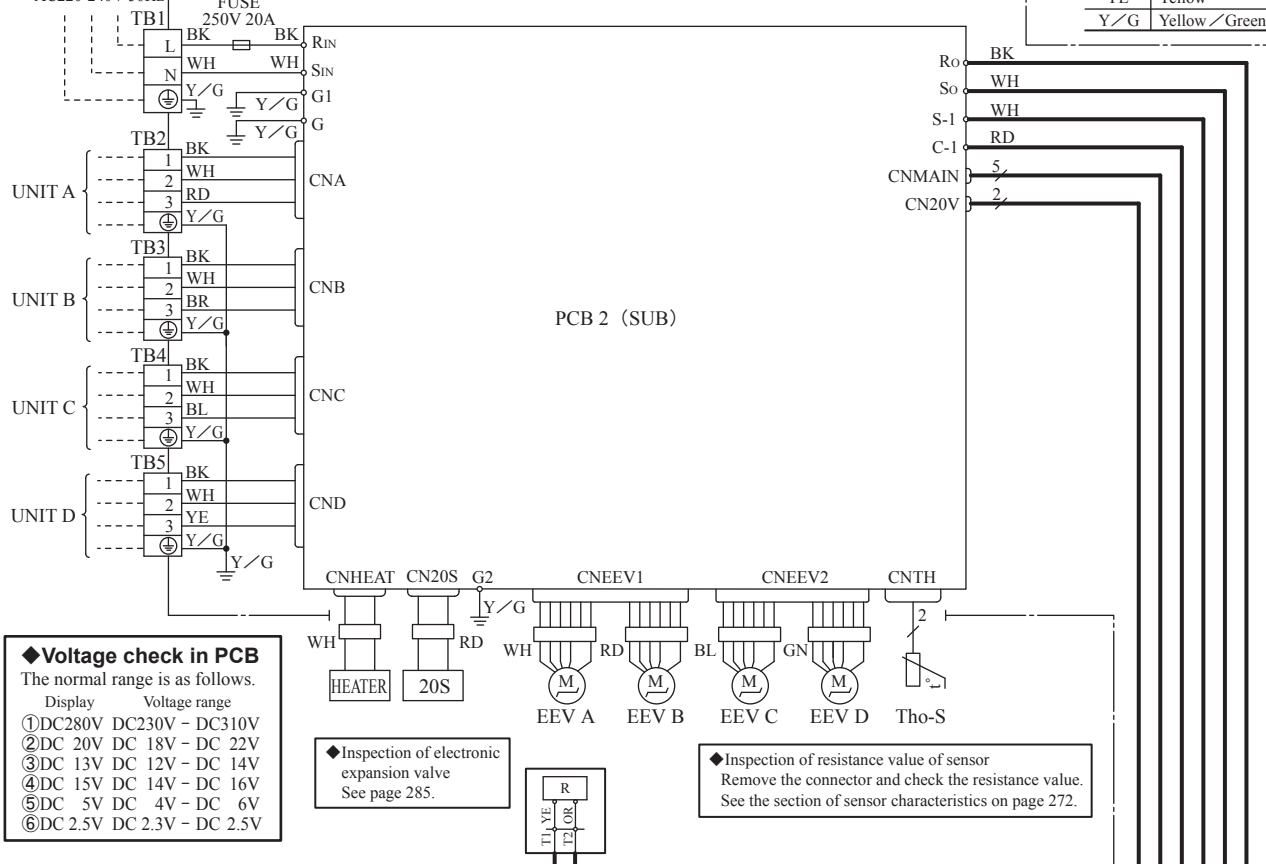 FUSE
250V 20A
YE Yellow
Y/G Yellow/Green
TB1
L BK BK RIN
N WH WH SIN
Y/G Y/G G1
Y/G G
TB2
UNIT A
1 BK
2 WH
3 RD
Y/G
CNA
TB3
UNIT B
1 BK
2 WH
3 BR
Y/G
CNB
TB4
UNIT C
1 BK
2 WH
3 BL
Y/G
CNC
TB5
UNIT D
1 BK
2 WH
3 YE
Y/G
CND
Y/G
PCB 2 (SUB)
RO BK
SO WH
S-1 WH
C-1 RD
CNMAIN 5
CN20V 2
CNHEAT CN20S G2 CNEEV1 CNEEV2 CNTH
Y/G
2
WH RD WH RD BL GN
HEATER 20S M M M M t°
EEV A EEV B EEV C EEV D Tho-S
◆Voltage check in PCB
The normal range is as follows.
Display Voltage range
①DC280V DC230V - DC310V
②DC 20V DC 18V - DC 22V
③DC 13V DC 12V - DC 14V
④DC 15V DC 14V - DC 16V
⑤DC 5V DC 4V - DC 6V
⑥DC 2.5V DC 2.3V - DC 2.5V
◆Inspection of electronic
expansion valve
See page 285.
R
YE OR
T1 T2
◆Inspection of resistance value of sensor
Remove the connector and check the resistance value.
See the section of sensor characteristics on page 272.